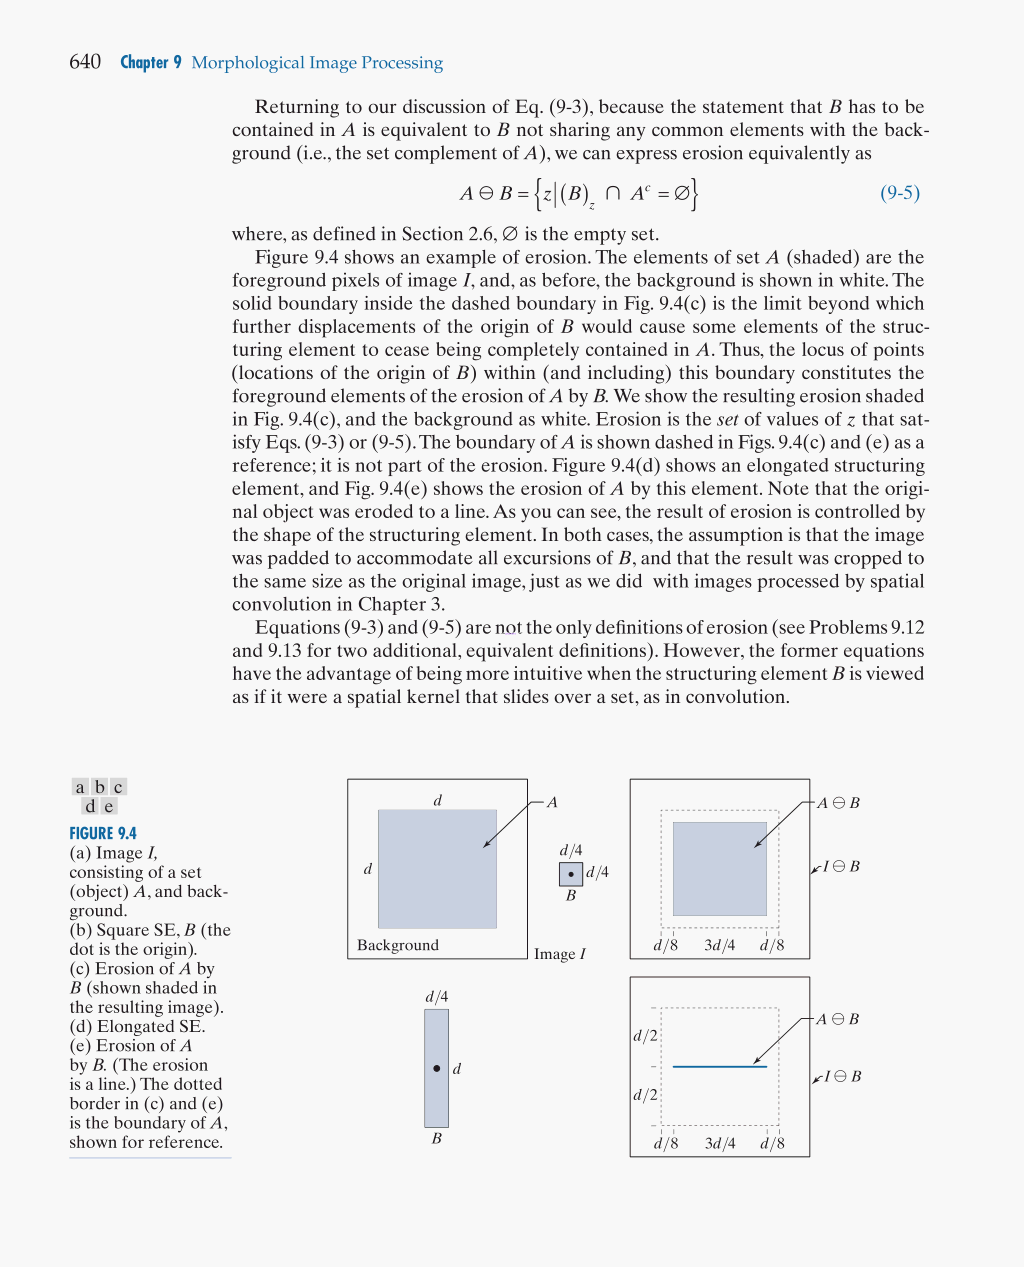 640 Chapter 9 Morphological Image Processing
Returning to our discussion of Eq. (9-3), because the statement that B has to be
contained in A is equivalent to B not sharing any common elements with the back-
ground (i.e., the set complement of A), we can express erosion equivalently as
A ⊖ B = {z|(B)z ∩ Aᶜ = ∅} (9-5)
where, as defined in Section 2.6, ∅ is the empty set.
Figure 9.4 shows an example of erosion. The elements of set A (shaded) are the
foreground pixels of image I, and, as before, the background is shown in white. The
solid boundary inside the dashed boundary in Fig. 9.4(c) is the limit beyond which
further displacements of the origin of B would cause some elements of the struc-
turing element to cease being completely contained in A. Thus, the locus of points
(locations of the origin of B) within (and including) this boundary constitutes the
foreground elements of the erosion of A by B. We show the resulting erosion shaded
in Fig. 9.4(c), and the background as white. Erosion is the set of values of z that sat-
isfy Eqs. (9-3) or (9-5). The boundary of A is shown dashed in Figs. 9.4(c) and (e) as a
reference; it is not part of the erosion. Figure 9.4(d) shows an elongated structuring
element, and Fig. 9.4(e) shows the erosion of A by this element. Note that the origi-
nal object was eroded to a line. As you can see, the result of erosion is controlled by
the shape of the structuring element. In both cases, the assumption is that the image
was padded to accommodate all excursions of B, and that the result was cropped to
the same size as the original image, just as we did with images processed by spatial
convolution in Chapter 3.
Equations (9-3) and (9-5) are not the only definitions of erosion (see Problems 9.12
and 9.13 for two additional, equivalent definitions). However, the former equations
have the advantage of being more intuitive when the structuring element B is viewed
as if it were a spatial kernel that slides over a set, as in convolution.
a b c
d e
FIGURE 9.4
(a) Image I,
consisting of a set
(object) A, and back-
ground.
(b) Square SE, B (the
dot is the origin).
(c) Erosion of A by
B (shown shaded in
the resulting image).
(d) Elongated SE.
(e) Erosion of A
by B. (The erosion
is a line.) The dotted
border in (c) and (e)
is the boundary of A,
shown for reference.
d
A
d
Background
Image I
d/4
d/4
B
A ⊖ B
I ⊖ B
d/8 3d/4 d/8
d/4
d
B
A ⊖ B
d/2
I ⊖ B
d/2
d/8 3d/4 d/8